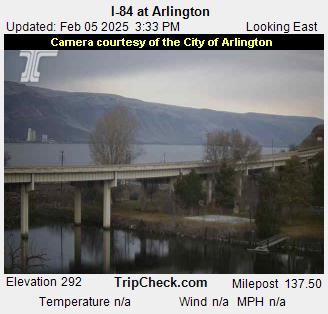 I-84 at Arlington
Updated: Feb 05 2025 3:33 PM Looking East
Camera courtesy of the City of Arlington
Elevation 292 TripCheck.com Milepost 137.50
Temperature n/a Wind n/a MPH n/a